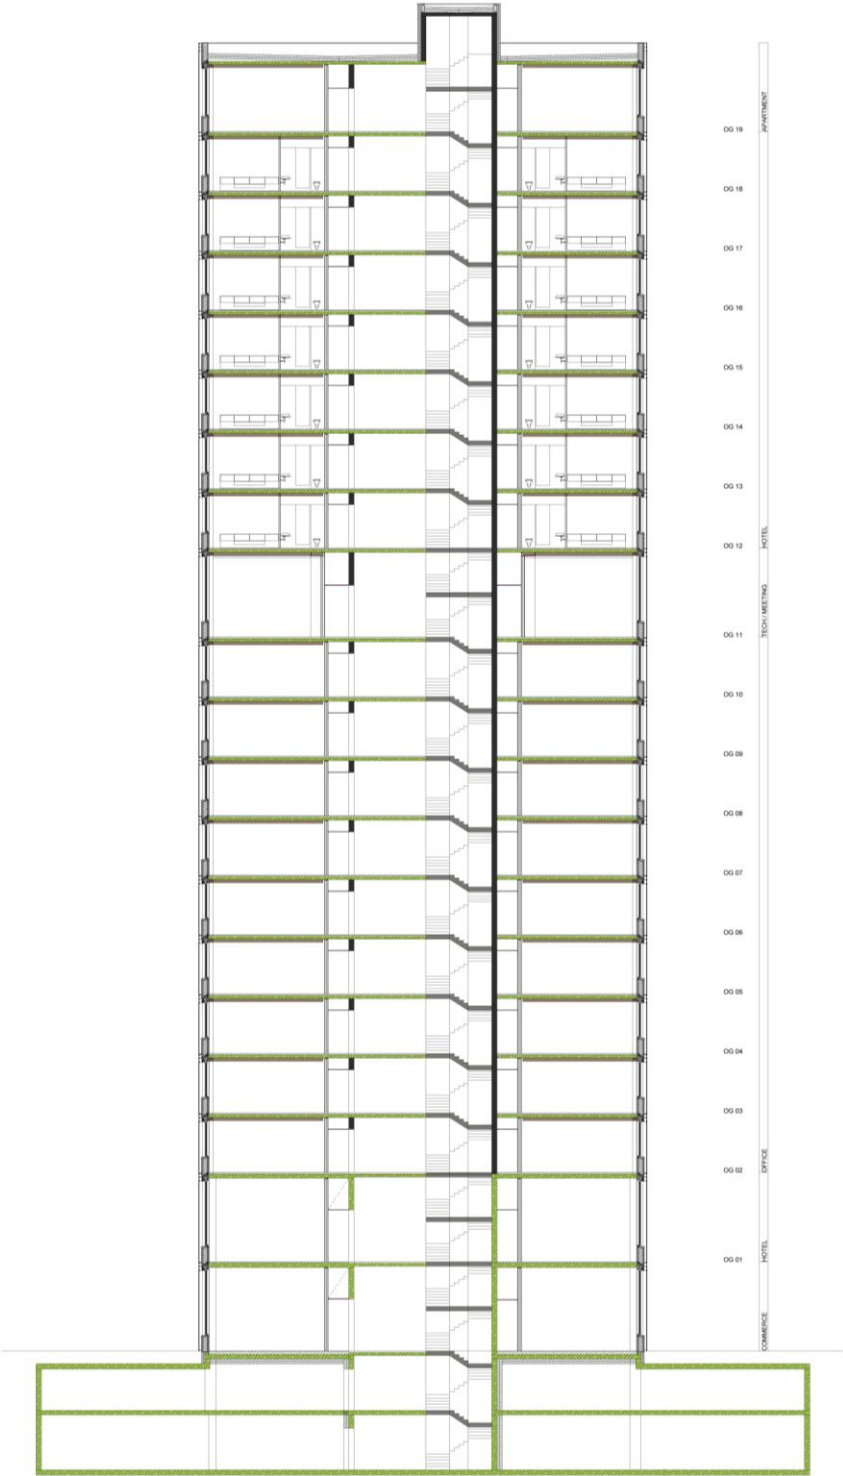 APARTMENT
OG 19
OG 18
OG 17
OG 16
OG 15
OG 14
OG 13
HOTEL
OG 12
TECH / MEETING
OG 11
OG 10
OG 09
OG 08
OG 07
OG 06
OG 05
OG 04
OG 03
OFFICE
OG 02
HOTEL
OG 01
COMMERCE